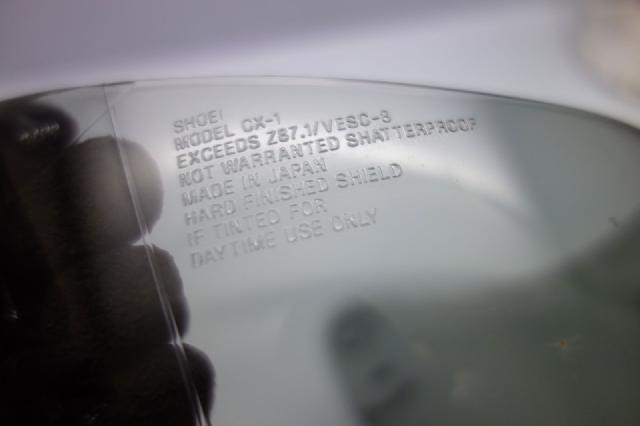 SHOEI
MODEL CX-1
EXCEEDS Z87.1/VESC-8
NOT WARRANTED SHATTERPROOF
MADE IN JAPAN
HARD FINISHED SHIELD
IF TINTED FOR
DAYTIME USE ONLY